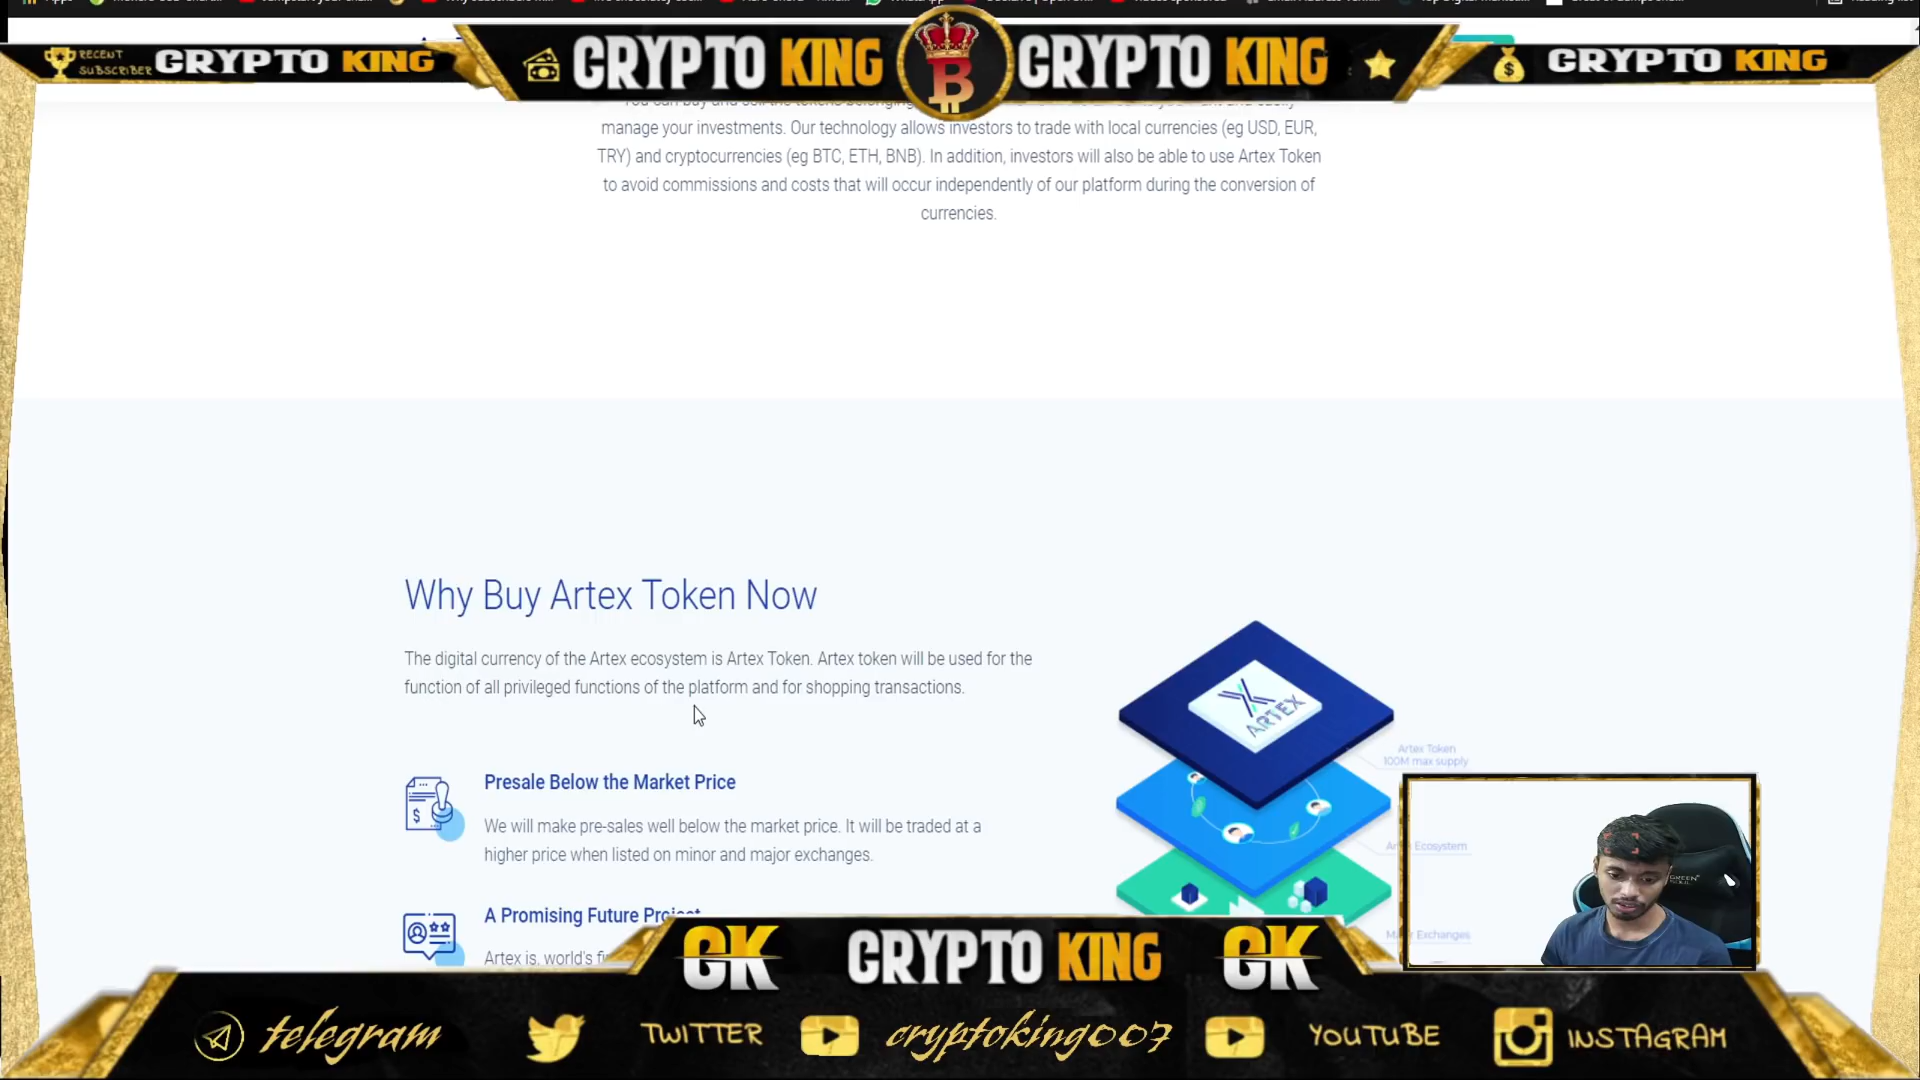 RECENT
SUBSCRIBER
CRYPTO KING
CRYPTO KING
CRYPTO KING
CRYPTO KING
manage your investments. Our technology allows investors to trade with local currencies (eg USD, EUR,
TRY) and cryptocurrencies (eg BTC, ETH, BNB). In addition, investors will also be able to use Artex Token
to avoid commissions and costs that will occur independently of our platform during the conversion of
currencies.
Why Buy Artex Token Now
The digital currency of the Artex ecosystem is Artex Token. Artex token will be used for the
function of all privileged functions of the platform and for shopping transactions.
ARTEX
Artex Token
100M max supply
Presale Below the Market Price
We will make pre-sales well below the market price. It will be traded at a
higher price when listed on minor and major exchanges.
Ecosystem
A Promising Future Project
Exchanges
Artex is, world's
CK
CRYPTO KING
CK
telegram
TWITTER
cryptoking007
YOUTUBE
INSTAGRAM